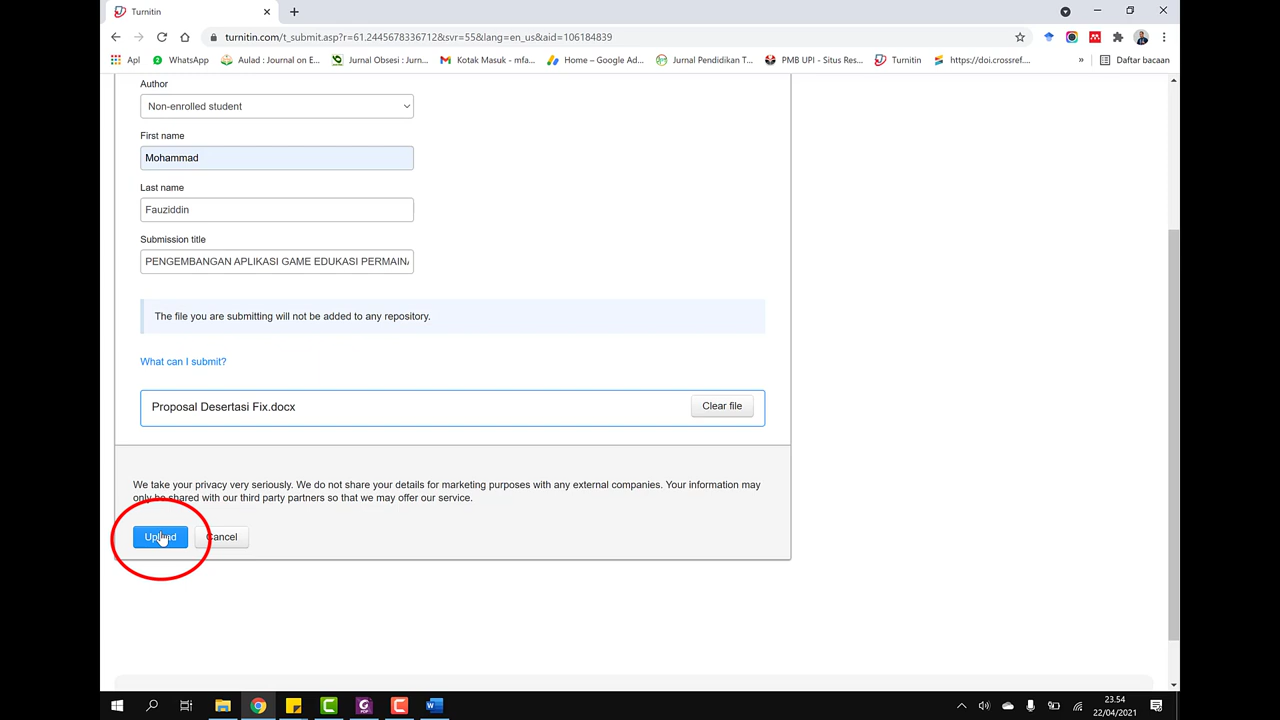 Turnitin
turnitin.com/t_submit.asp?r=61.2445678336712&svr=55&lang=en_us&aid=106184839
Apl
WhatsApp
Aulad : Journal on E...
Jurnal Obsesi : Jurn...
Kotak Masuk - mfa...
Home – Google Ad...
Jurnal Pendidikan T...
PMB UPI - Situs Res...
Turnitin
https://doi.crossref....
»
Daftar bacaan
Author
Non-enrolled student
First name
Mohammad
Last name
Fauziddin
Submission title
PENGEMBANGAN APLIKASI GAME EDUKASI PERMAIN
The file you are submitting will not be added to any repository.
What can I submit?
Proposal Desertasi Fix.docx
Clear file
We take your privacy very seriously. We do not share your details for marketing purposes with any external companies. Your information may
only be shared with our third party partners so that we may offer our service.
Upload
Cancel
23.54
22/04/2021